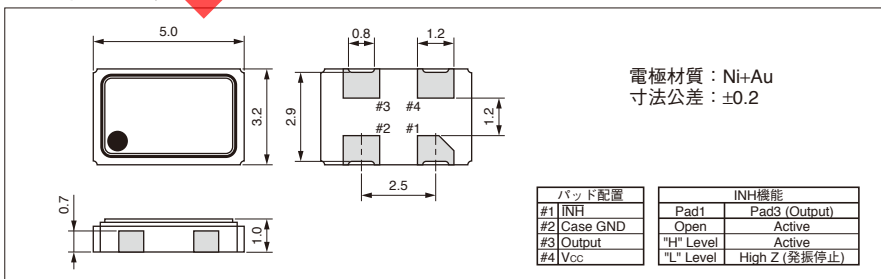 5.0
3.2
0.7
1.0
0.8
1.2
2.9
#3 #4
#2 #1
1.2
2.5
電極材質：Ni+Au
寸法公差：±0.2
パッド配置
#1 INH
#2 Case GND
#3 Output
#4 Vcc
INH機能
Pad1 Pad3 (Output)
Open Active
"H" Level Active
"L" Level High Z (発振停止)